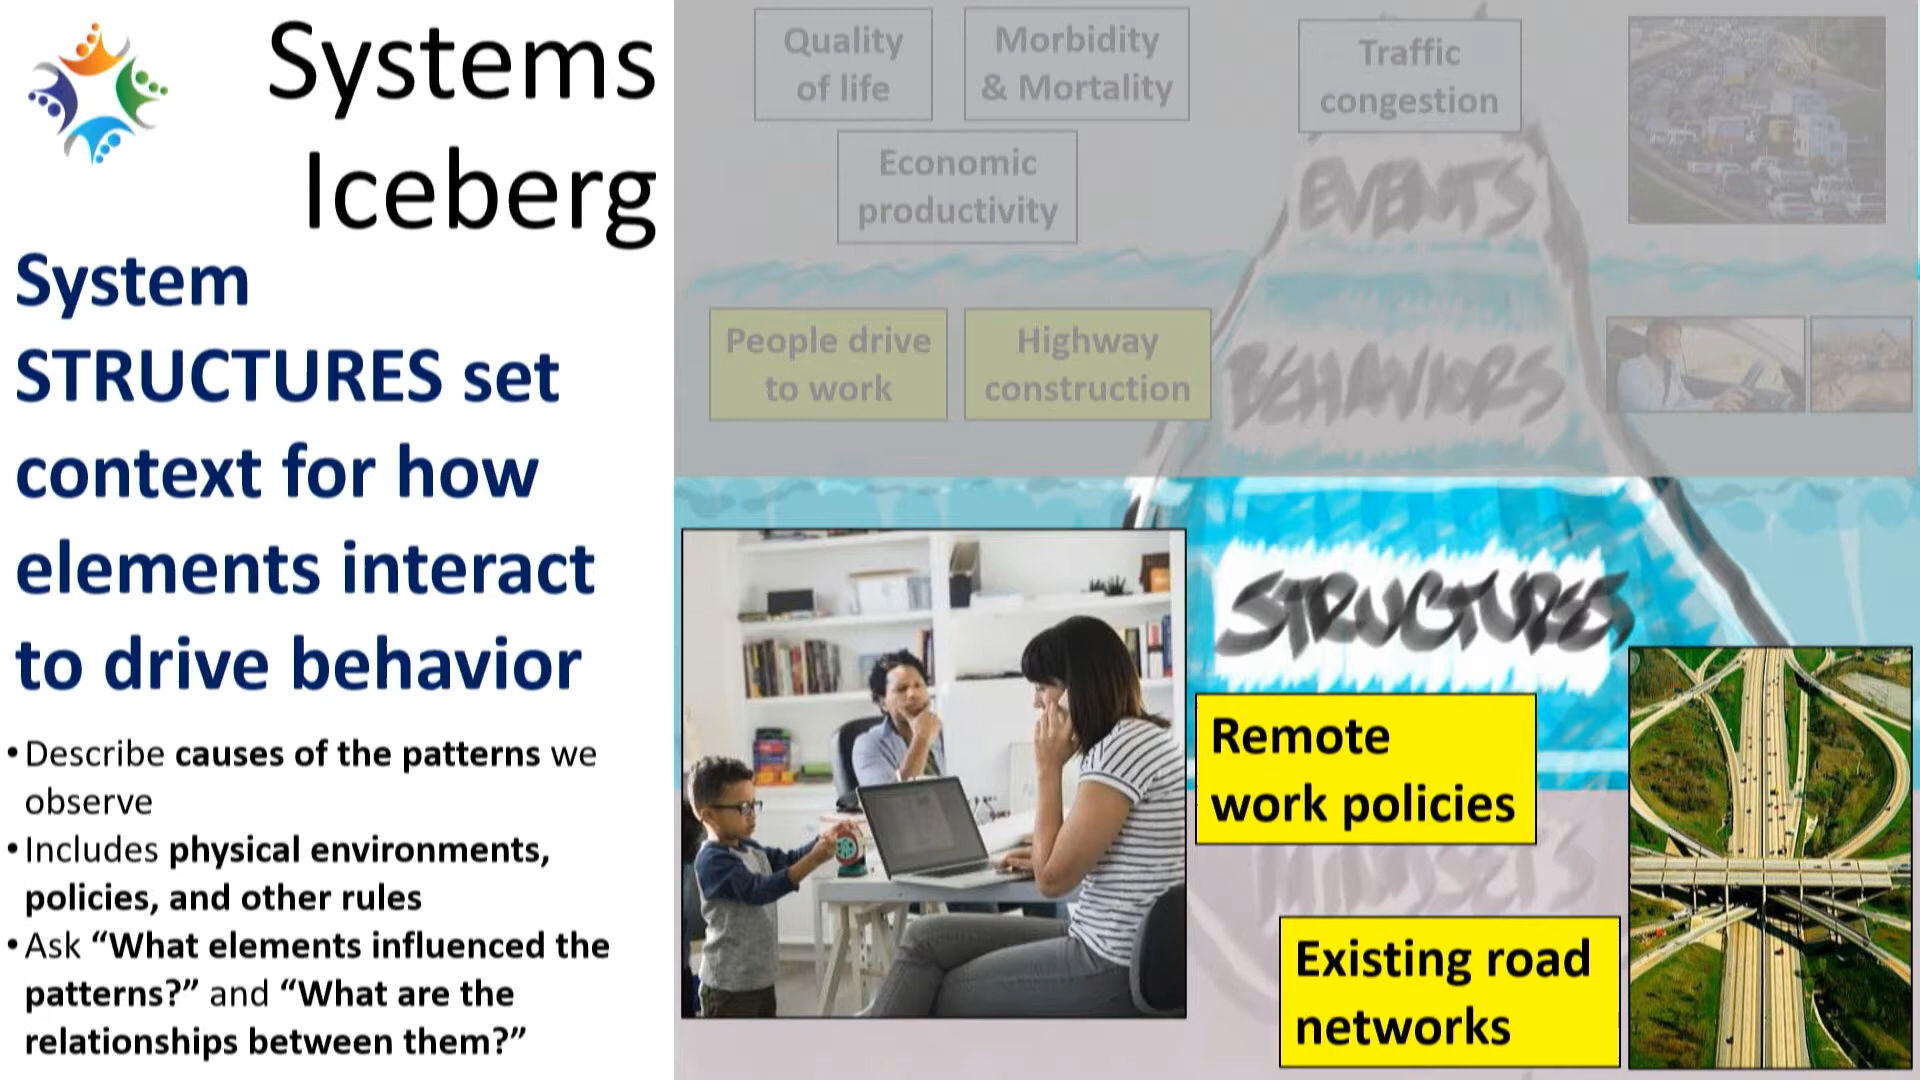 Systems
Iceberg
System
STRUCTURES set
context for how
elements interact
to drive behavior
•Describe causes of the patterns we
observe
•Includes physical environments,
policies, and other rules
•Ask “What elements influenced the
patterns?” and “What are the
relationships between them?”
Quality
of life
Morbidity
& Mortality
Economic
productivity
Traffic
congestion
EVENTS
People drive
to work
Highway
construction
BEHAVIORS
STRUCTURES
Remote
work policies
MINDSETS
Existing road
networks